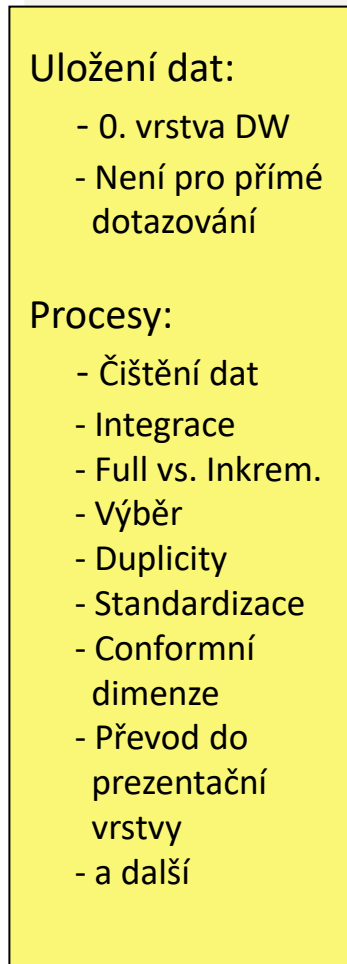 Uložení dat:
- 0. vrstva DW
- Není pro přímé
dotazování
Procesy:
- Čištění dat
- Integrace
- Full vs. Inkrem.
- Výběr
- Duplicity
- Standardizace
- Conformní
dimenze
- Převod do
prezentační
vrstvy
- a další